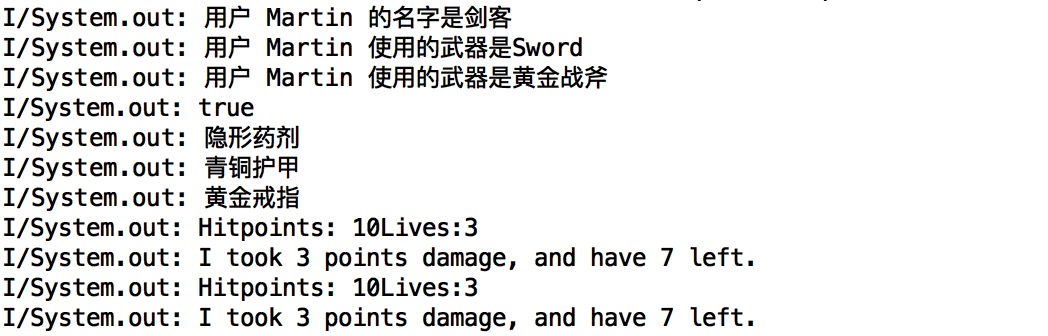 I/System.out: 用户 Martin 的名字是剑客
I/System.out: 用户 Martin 使用的武器是Sword
I/System.out: 用户 Martin 使用的武器是黄金战斧
I/System.out: true
I/System.out: 隐形药剂
I/System.out: 青铜护甲
I/System.out: 黄金戒指
I/System.out: Hitpoints: 10Lives:3
I/System.out: I took 3 points damage, and have 7 left.
I/System.out: Hitpoints: 10Lives:3
I/System.out: I took 3 points damage, and have 7 left.